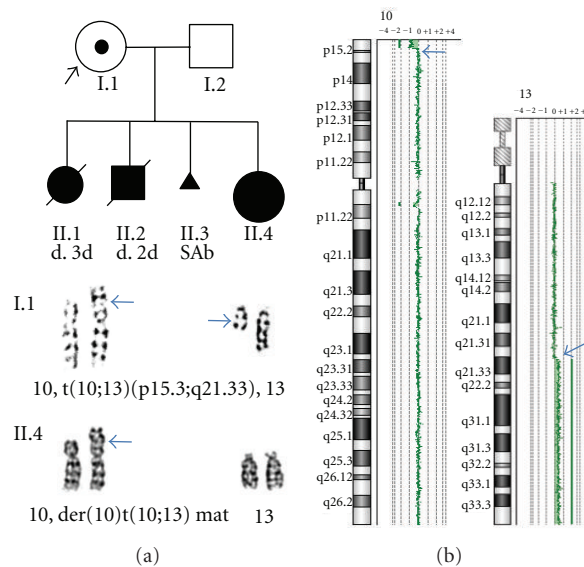 I.1
I.2
II.1
d. 3d
II.2
d. 2d
II.3
SAb
II.4
I.1
10, t(10;13)(p15.3;q21.33), 13
II.4
10, der(10)t(10;13) mat
13
(a)
10
−4 −2 −1 0 +1 +2 +4
p15.2
p14
p12.33
p12.31
p12.1
p11.22
p11.22
q21.1
q21.3
q22.2
q23.1
q23.31
q23.33
q24.2
q24.32
q25.1
q25.3
q26.12
q26.2
13
−4 −2 −1 0 +1 +2 +4
q12.12
q12.2
q13.1
q13.3
q14.12
q14.2
q21.1
q21.31
q21.33
q22.2
q31.1
q31.3
q32.2
q33.1
q33.3
(b)